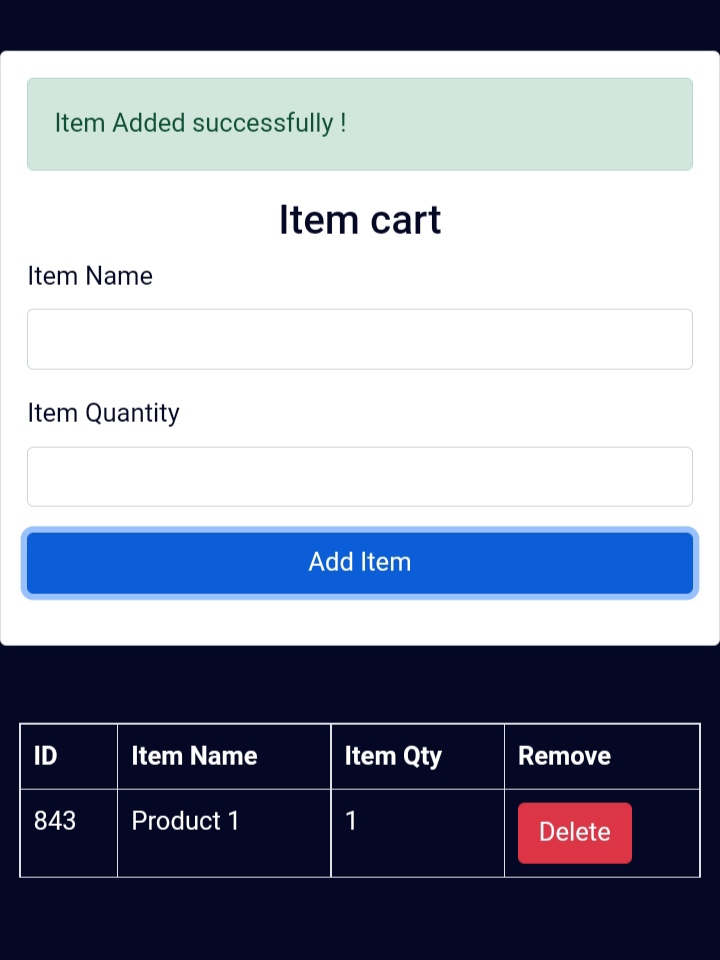 Item Added successfully !
Item cart
Item Name
Item Quantity
Add Item
ID Item Name Item Qty Remove
843 Product 1 1 Delete